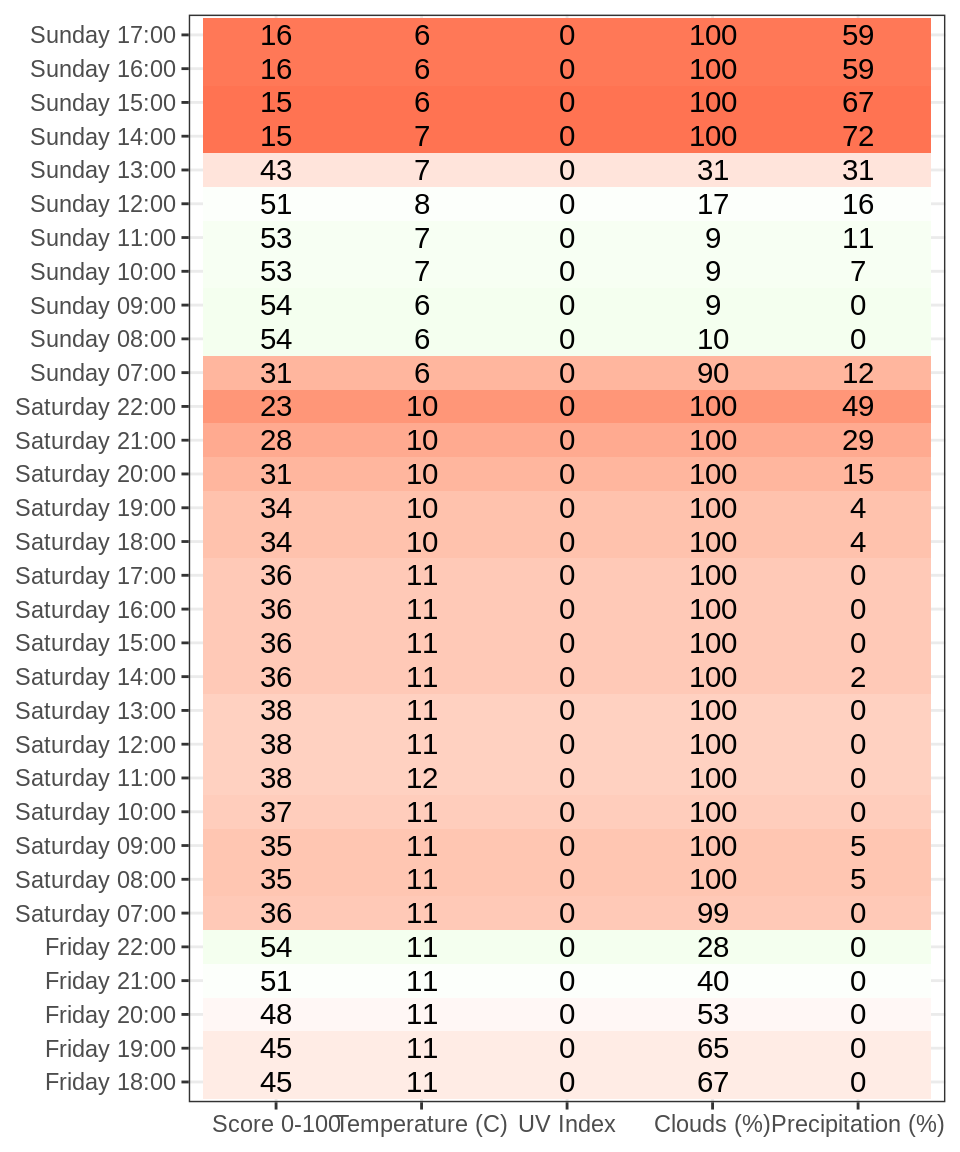 Sunday 17:00 16 6 0 100 59
Sunday 16:00 16 6 0 100 59
Sunday 15:00 15 6 0 100 67
Sunday 14:00 15 7 0 100 72
Sunday 13:00 43 7 0 31 31
Sunday 12:00 51 8 0 17 16
Sunday 11:00 53 7 0 9 11
Sunday 10:00 53 7 0 9 7
Sunday 09:00 54 6 0 9 0
Sunday 08:00 54 6 0 10 0
Sunday 07:00 31 6 0 90 12
Saturday 22:00 23 10 0 100 49
Saturday 21:00 28 10 0 100 29
Saturday 20:00 31 10 0 100 15
Saturday 19:00 34 10 0 100 4
Saturday 18:00 34 10 0 100 4
Saturday 17:00 36 11 0 100 0
Saturday 16:00 36 11 0 100 0
Saturday 15:00 36 11 0 100 0
Saturday 14:00 36 11 0 100 2
Saturday 13:00 38 11 0 100 0
Saturday 12:00 38 11 0 100 0
Saturday 11:00 38 12 0 100 0
Saturday 10:00 37 11 0 100 0
Saturday 09:00 35 11 0 100 5
Saturday 08:00 35 11 0 100 5
Saturday 07:00 36 11 0 99 0
Friday 22:00 54 11 0 28 0
Friday 21:00 51 11 0 40 0
Friday 20:00 48 11 0 53 0
Friday 19:00 45 11 0 65 0
Friday 18:00 45 11 0 67 0
Score 0-100 Temperature (C) UV Index Clouds (%) Precipitation (%)